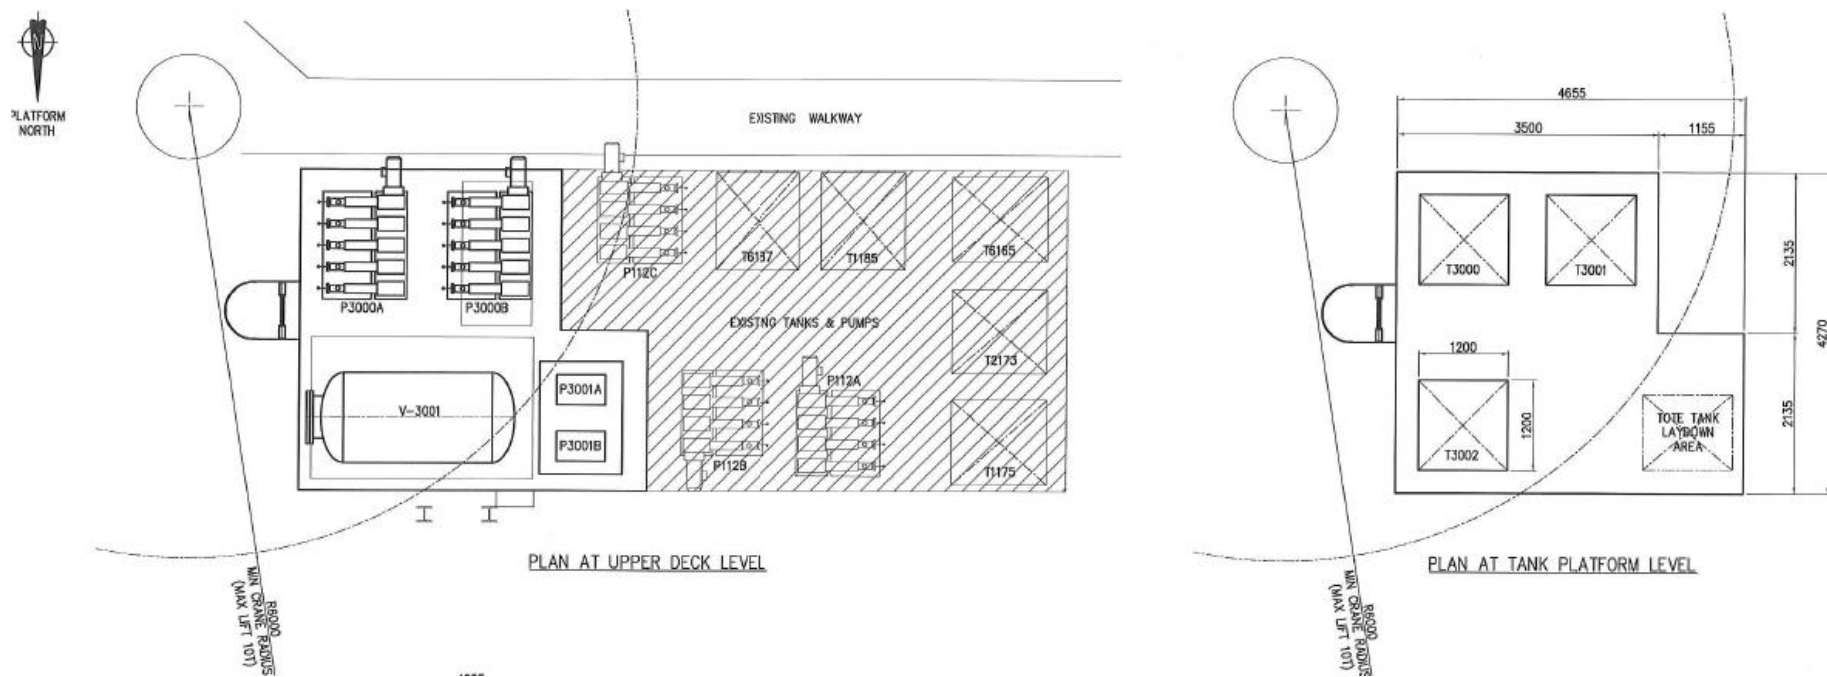 N
PLATFORM
NORTH
EXISTING WALKWAY
P3000A
P3000B
P112C
T6137
T1185
T6165
EXISTNG TANKS & PUMPS
T2173
V-3001
P3001A
P3001B
P112B
P112A
T1175
R6000
MIN CRANE RADIUS
(MAX LIFT 10T)
PLAN AT UPPER DECK LEVEL
4655
3500
1155
T3000
T3001
2135
4270
1200
1200
T3002
TOTE TANK
LAYDOWN
AREA
2135
R6000
MIN CRANE RADIUS
(MAX LIFT 10T)
PLAN AT TANK PLATFORM LEVEL